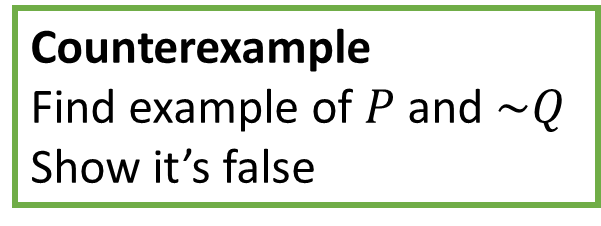 Counterexample
Find example of P and ~Q
Show it’s false